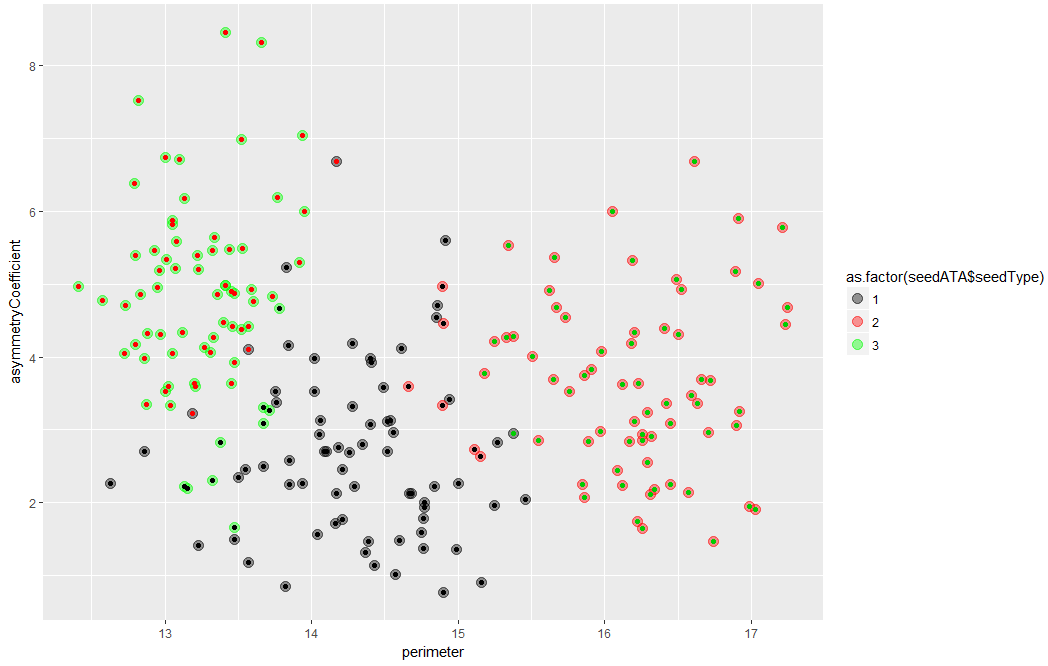 asymmetryCoefficient
8
6
4
2
13 14 15 16 17
perimeter
as.factor(seedATA$seedType)
1
2
3